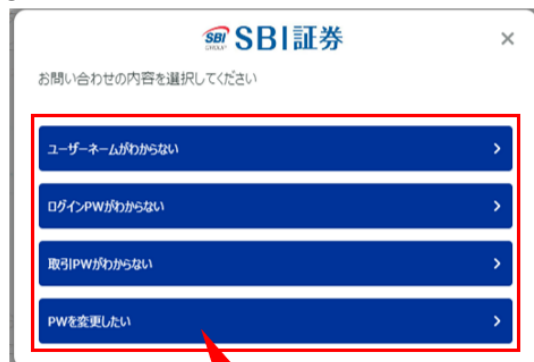 SBI GROUP SBI証券
お問い合わせの内容を選択してください
ユーザーネームがわからない
ログインPWがわからない
取引PWがわからない
PWを変更したい